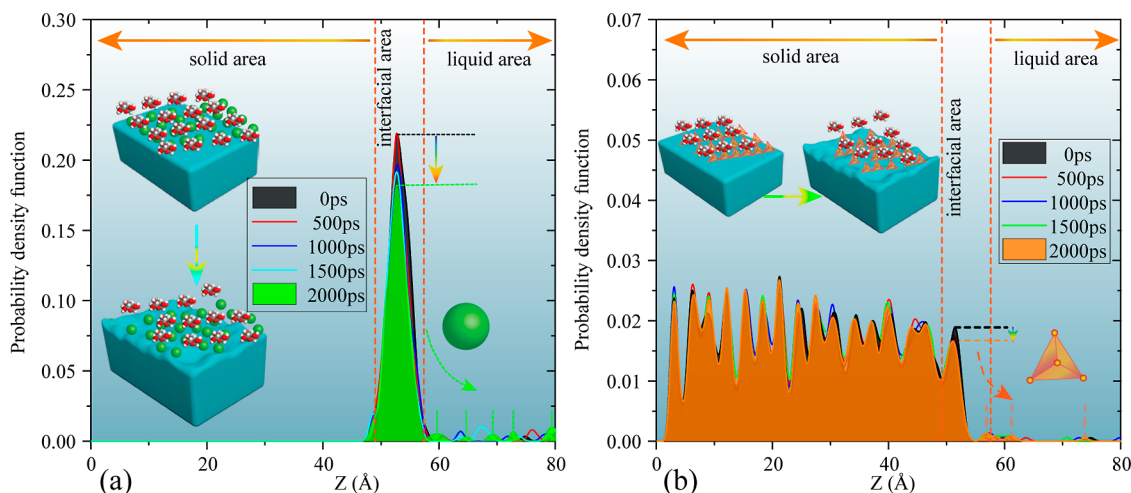 0.30
0.25
0.20
0.15
0.10
0.05
0.00
Probability density function
solid area
interfacial area
liquid area
0ps
500ps
1000ps
1500ps
2000ps
0
20
40
60
80
(a)
Z (Å)
0.07
0.06
0.05
0.04
0.03
0.02
0.01
0.00
Probability density function
solid area
interfacial area
liquid area
0ps
500ps
1000ps
1500ps
2000ps
0
20
40
60
80
(b)
Z (Å)